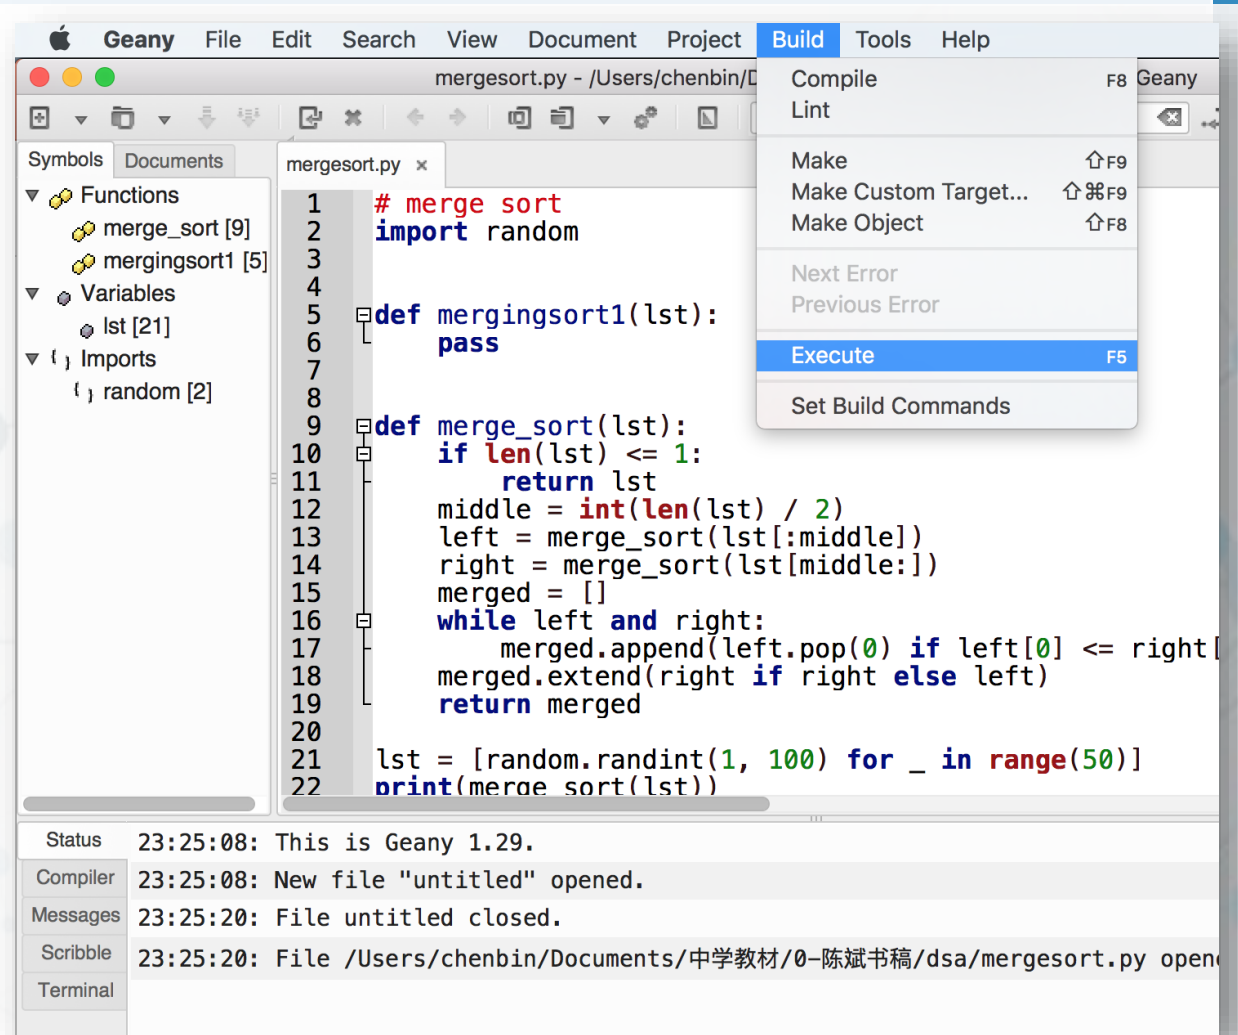 Geany File Edit Search View Document Project Build Tools Help
mergesort.py - /Users/chenbin/D
Geany
Compile F8
Lint
Make ⇧F9
Make Custom Target... ⇧⌘F9
Make Object ⇧F8
Next Error
Previous Error
Execute F5
Set Build Commands
Symbols Documents
Functions
merge_sort [9]
mergingsort1 [5]
Variables
lst [21]
Imports
random [2]
mergesort.py ×
1 # merge sort
2 import random
3
4
5 def mergingsort1(lst):
6     pass
7
8
9 def merge_sort(lst):
10     if len(lst) <= 1:
11         return lst
12     middle = int(len(lst) / 2)
13     left = merge_sort(lst[:middle])
14     right = merge_sort(lst[middle:])
15     merged = []
16     while left and right:
17         merged.append(left.pop(0) if left[0] <= right[
18     merged.extend(right if right else left)
19     return merged
20
21 lst = [random.randint(1, 100) for _ in range(50)]
22 print(merge_sort(lst))
Status
Compiler
Messages
Scribble
Terminal
23:25:08: This is Geany 1.29.
23:25:08: New file "untitled" opened.
23:25:20: File untitled closed.
23:25:20: File /Users/chenbin/Documents/中学教材/0-陈斌书稿/dsa/mergesort.py opene